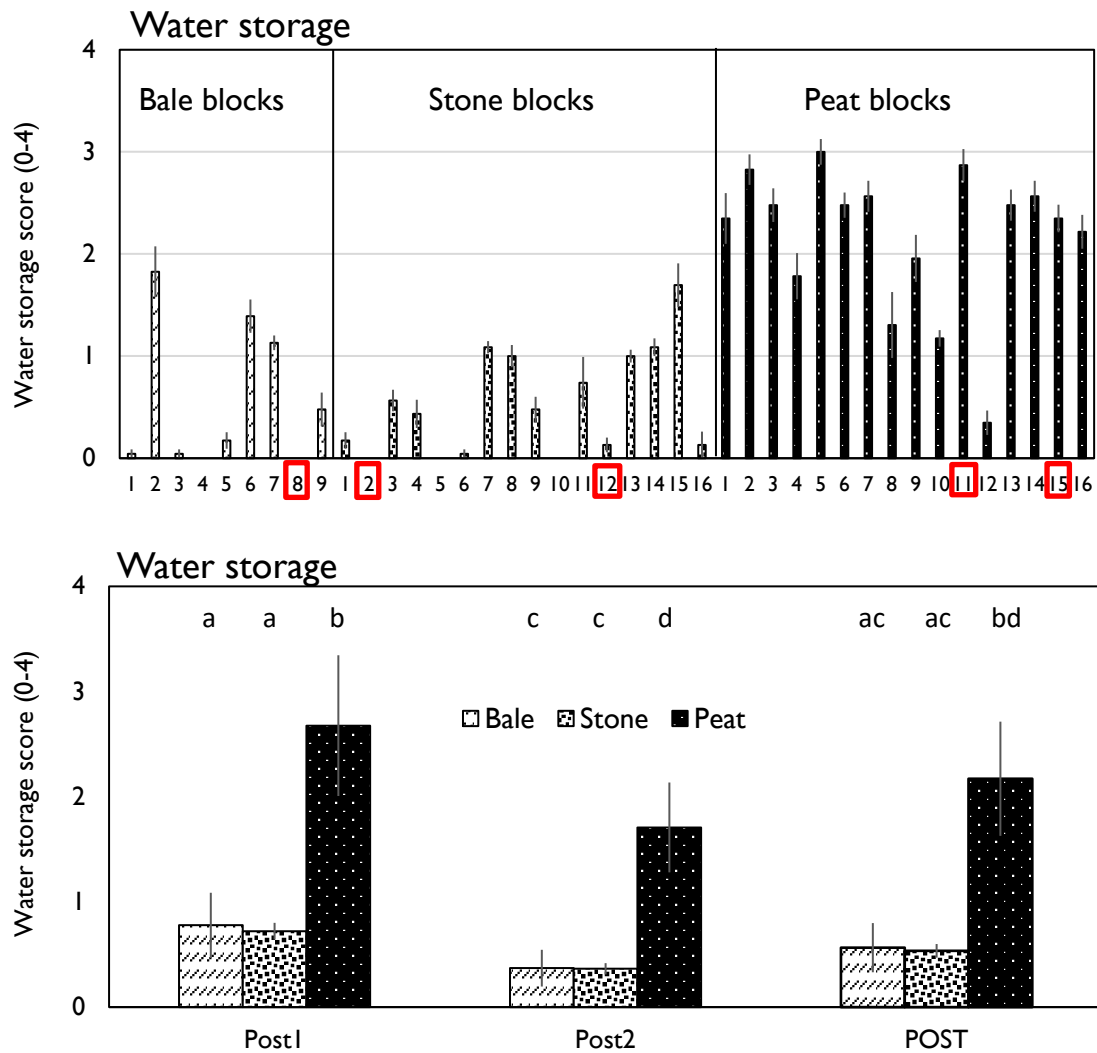 Water storage
4
Bale blocks Stone blocks Peat blocks
3
2
1
0
Water storage score (0-4)
1 2 3 4 5 6 7 8 9 1 2 3 4 5 6 7 8 9 10 11 12 13 14 15 16 1 2 3 4 5 6 7 8 9 10 11 12 13 14 15 16
Water storage
4
a a b c c d ac ac bd
3
Bale Stone Peat
2
1
0
Water storage score (0-4)
Post1 Post2 POST